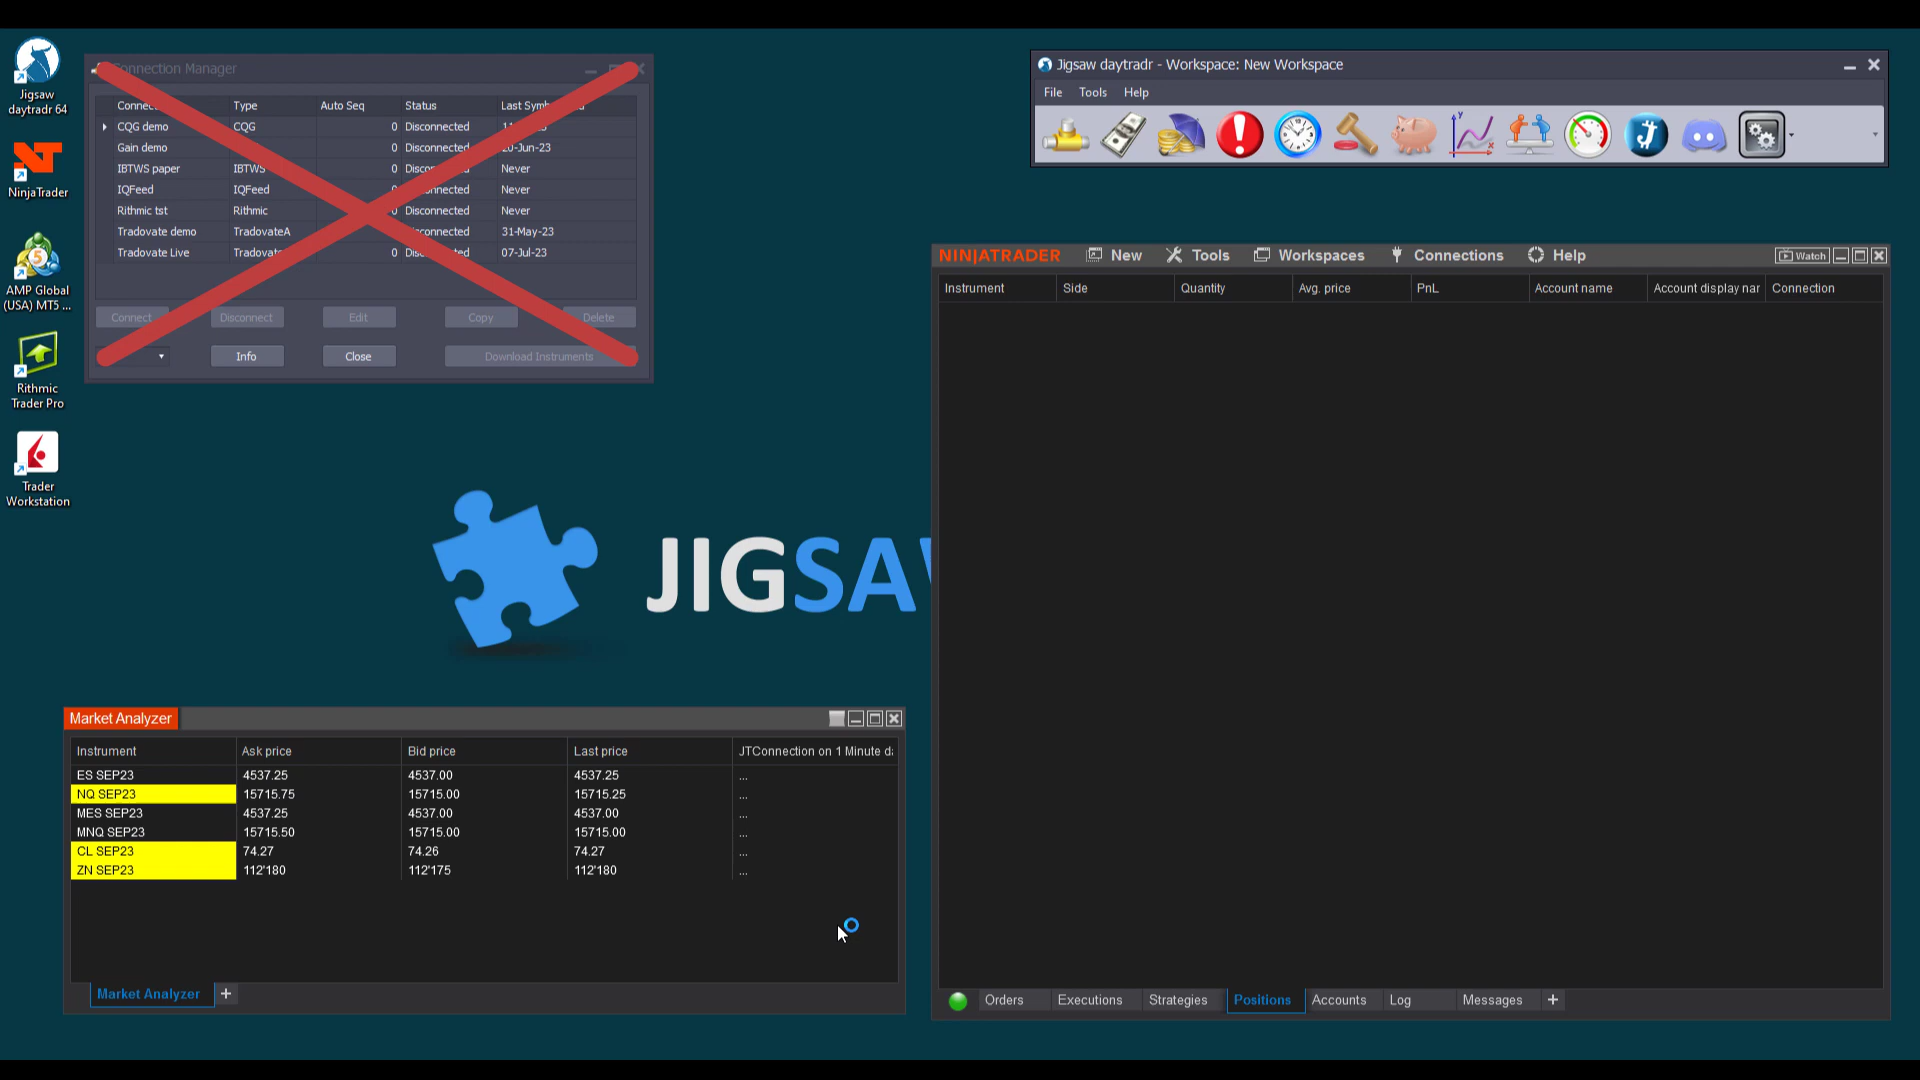 Jigsaw
daytradr 64
NinjaTrader
AMP Global
(USA) MT5 ...
Rithmic
Trader Pro
Trader
Workstation
Connection Manager
Type Auto Seq Status
CQG demo CQG 0 Disconnected
Gain demo 0 Disconnected 20-Jun-23
IBTWS paper IBTWS 0 Never
IQFeed IQFeed Never
Rithmic tst Rithmic Disconnected Never
Tradovate demo TradovateA 31-May-23
Tradovate Live 0 07-Jul-23
Connect Disconnect Edit Copy Delete
Info Close Download Instruments
Jigsaw daytradr - Workspace: New Workspace
File Tools Help
NINJATRADER New Tools Workspaces Connections Help Watch
Instrument Side Quantity Avg. price PnL Account name Account display nar Connection
Orders Executions Strategies Positions Accounts Log Messages +
JIGSA
Market Analyzer
Instrument Ask price Bid price Last price JTConnection on 1 Minute da
ES SEP23 4537.25 4537.00 4537.25 ...
NQ SEP23 15715.75 15715.00 15715.25 ...
MES SEP23 4537.25 4537.00 4537.00 ...
MNQ SEP23 15715.50 15715.00 15715.00 ...
CL SEP23 74.27 74.26 74.27 ...
ZN SEP23 112'180 112'175 112'180 ...
Market Analyzer +